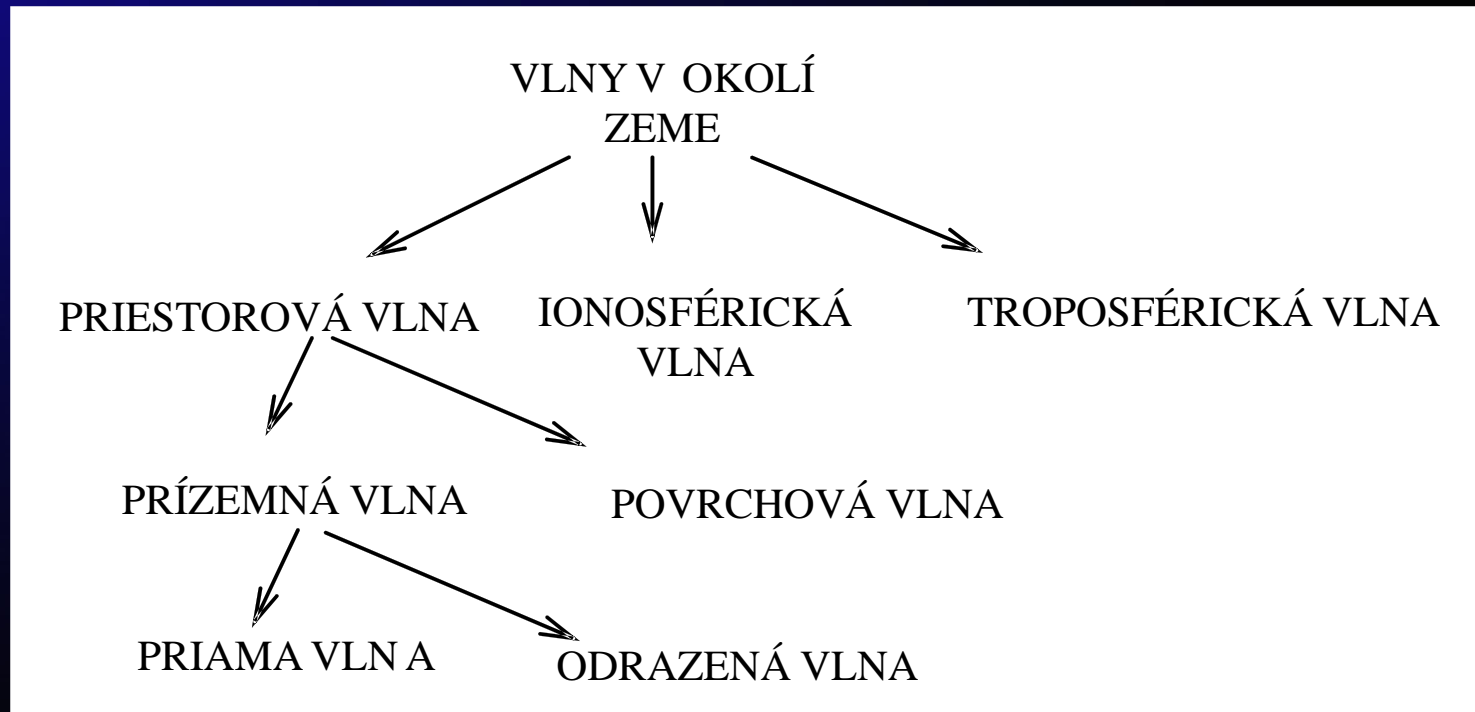 VLNY V OKOLÍ
ZEME
PRIESTOROVÁ VLNA
IONOSFÉRICKÁ
VLNA
TROPOSFÉRICKÁ VLNA
PRÍZEMNÁ VLNA
POVRCHOVÁ VLNA
PRIAMA VLN A
ODRAZENÁ VLNA